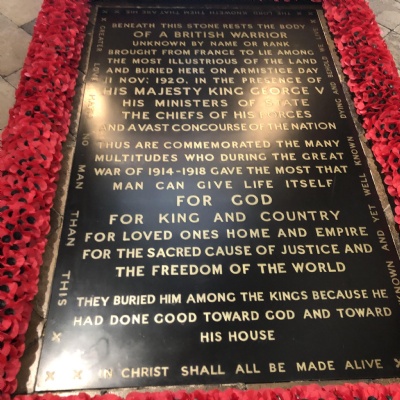 BENEATH THIS STONE RESTS THE BODY
OF A BRITISH WARRIOR
UNKNOWN BY NAME OR RANK
BROUGHT FROM FRANCE TO LIE AMONG
THE MOST ILLUSTRIOUS OF THE LAND
AND BURIED HERE ON ARMISTICE DAY
11 NOV: 1920, IN THE PRESENCE OF
HIS MAJESTY KING GEORGE V
HIS MINISTERS OF STATE
THE CHIEFS OF HIS FORCES
AND A VAST CONCOURSE OF THE NATION
THUS ARE COMMEMORATED THE MANY
MULTITUDES WHO DURING THE GREAT
WAR OF 1914-1918 GAVE THE MOST THAT
MAN CAN GIVE LIFE ITSELF
FOR GOD
FOR KING AND COUNTRY
FOR LOVED ONES HOME AND EMPIRE
FOR THE SACRED CAUSE OF JUSTICE AND
THE FREEDOM OF THE WORLD
THEY BURIED HIM AMONG THE KINGS BECAUSE HE
HAD DONE GOOD TOWARD GOD AND TOWARD
HIS HOUSE
GREATER LOVE HATH NO MAN THAN THIS
UNKNOWN AND YET WELL KNOWN DYING AND BEHOLD WE LIVE
IN CHRIST SHALL ALL BE MADE ALIVE